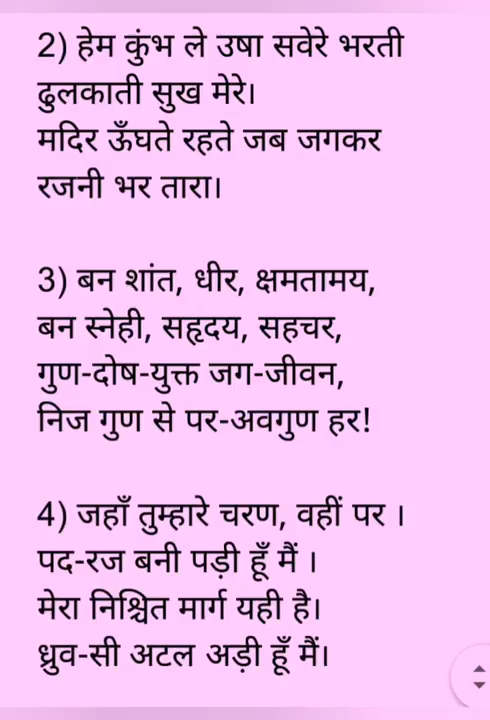 2) हेम कुंभ ले उषा सवेरे भरती
ढुलकाती सुख मेरे।
मदिर ऊँघते रहते जब जगकर
रजनी भर तारा।
3) बन शांत, धीर, क्षमतामय,
बन स्नेही, सहृदय, सहचर,
गुण-दोष-युक्त जग-जीवन,
निज गुण से पर-अवगुण हर!
4) जहाँ तुम्हारे चरण, वहीं पर ।
पद-रज बनी पड़ी हूँ मैं ।
मेरा निश्चित मार्ग यही है।
ध्रुव-सी अटल अड़ी हूँ मैं।